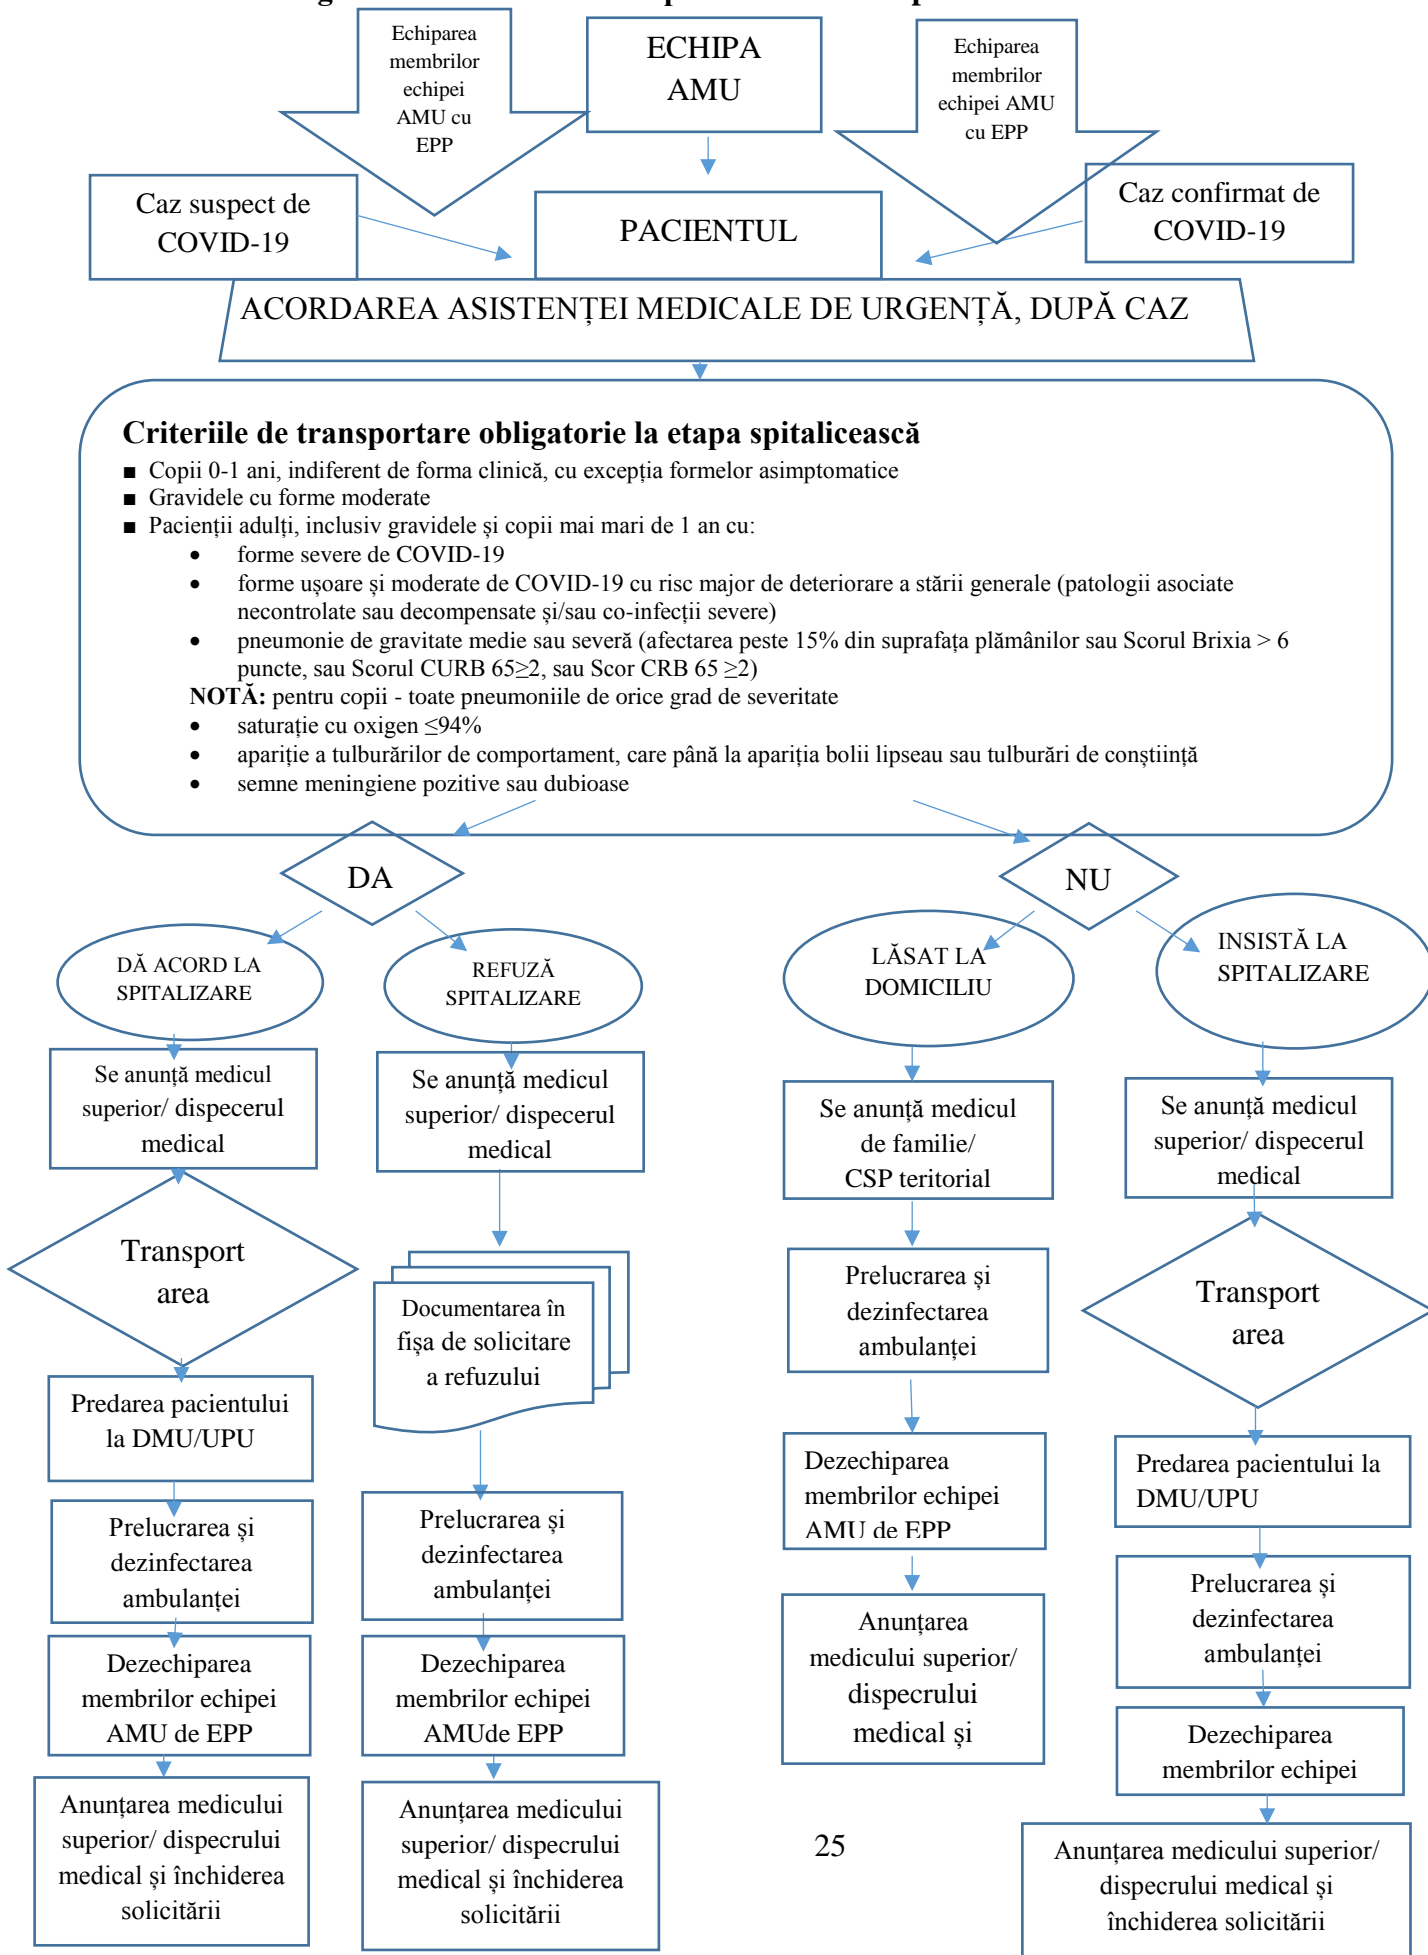 Echiparea
membrilor
echipei
AMU cu
EPP
ECHIPA
AMU
Echiparea
membrilor
echipei AMU
cu EPP
Caz suspect de
COVID-19
PACIENTUL
Caz confirmat de
COVID-19
ACORDAREA ASISTENȚEI MEDICALE DE URGENȚĂ, DUPĂ CAZ
Criteriile de transportare obligatorie la etapa spitalicească
■ Copii 0-1 ani, indiferent de forma clinică, cu excepția formelor asimptomatice
■ Gravidele cu forme moderate
■ Pacienții adulți, inclusiv gravidele și copii mai mari de 1 an cu:
• forme severe de COVID-19
• forme ușoare și moderate de COVID-19 cu risc major de deteriorare a stării generale (patologii asociate
necontrolate sau decompensate și/sau co-infecții severe)
• pneumonie de gravitate medie sau severă (afectarea peste 15% din suprafața plămânilor sau Scorul Brixia > 6
puncte, sau Scorul CURB 65≥2, sau Scor CRB 65 ≥2)
NOTĂ: pentru copii - toate pneumoniile de orice grad de severitate
• saturație cu oxigen ≤94%
• apariție a tulburărilor de comportament, care până la apariția bolii lipseau sau tulburări de conștiință
• semne meningiene pozitive sau dubioase
DA
NU
DĂ ACORD LA
SPITALIZARE
REFUZĂ
SPITALIZARE
LĂSAT LA
DOMICILIU
INSISTĂ LA
SPITALIZARE
Se anunță medicul
superior/ dispecerul
medical
Se anunță medicul
superior/ dispecerul
medical
Se anunță medicul
de familie/
CSP teritorial
Se anunță medicul
superior/ dispecerul
medical
Transport
area
Documentarea în
fișa de solicitare
a refuzului
Prelucrarea și
dezinfectarea
ambulanței
Transport
area
Predarea pacientului
la DMU/UPU
Dezechiparea
membrilor echipei
AMU de EPP
Predarea pacientului la
DMU/UPU
Prelucrarea și
dezinfectarea
ambulanței
Prelucrarea și
dezinfectarea
ambulanței
Anunțarea
medicului superior/
dispecrului
medical și
Prelucrarea și
dezinfectarea
ambulanței
Dezechiparea
membrilor echipei
AMU de EPP
Dezechiparea
membrilor echipei
AMUde EPP
Dezechiparea
membrilor echipei
Anunțarea medicului
superior/ dispecrului
medical și închiderea
solicitării
Anunțarea medicului
superior/ dispecrului
medical și închiderea
solicitării
25
Anunțarea medicului superior/
dispecrului medical și
închiderea solicitării